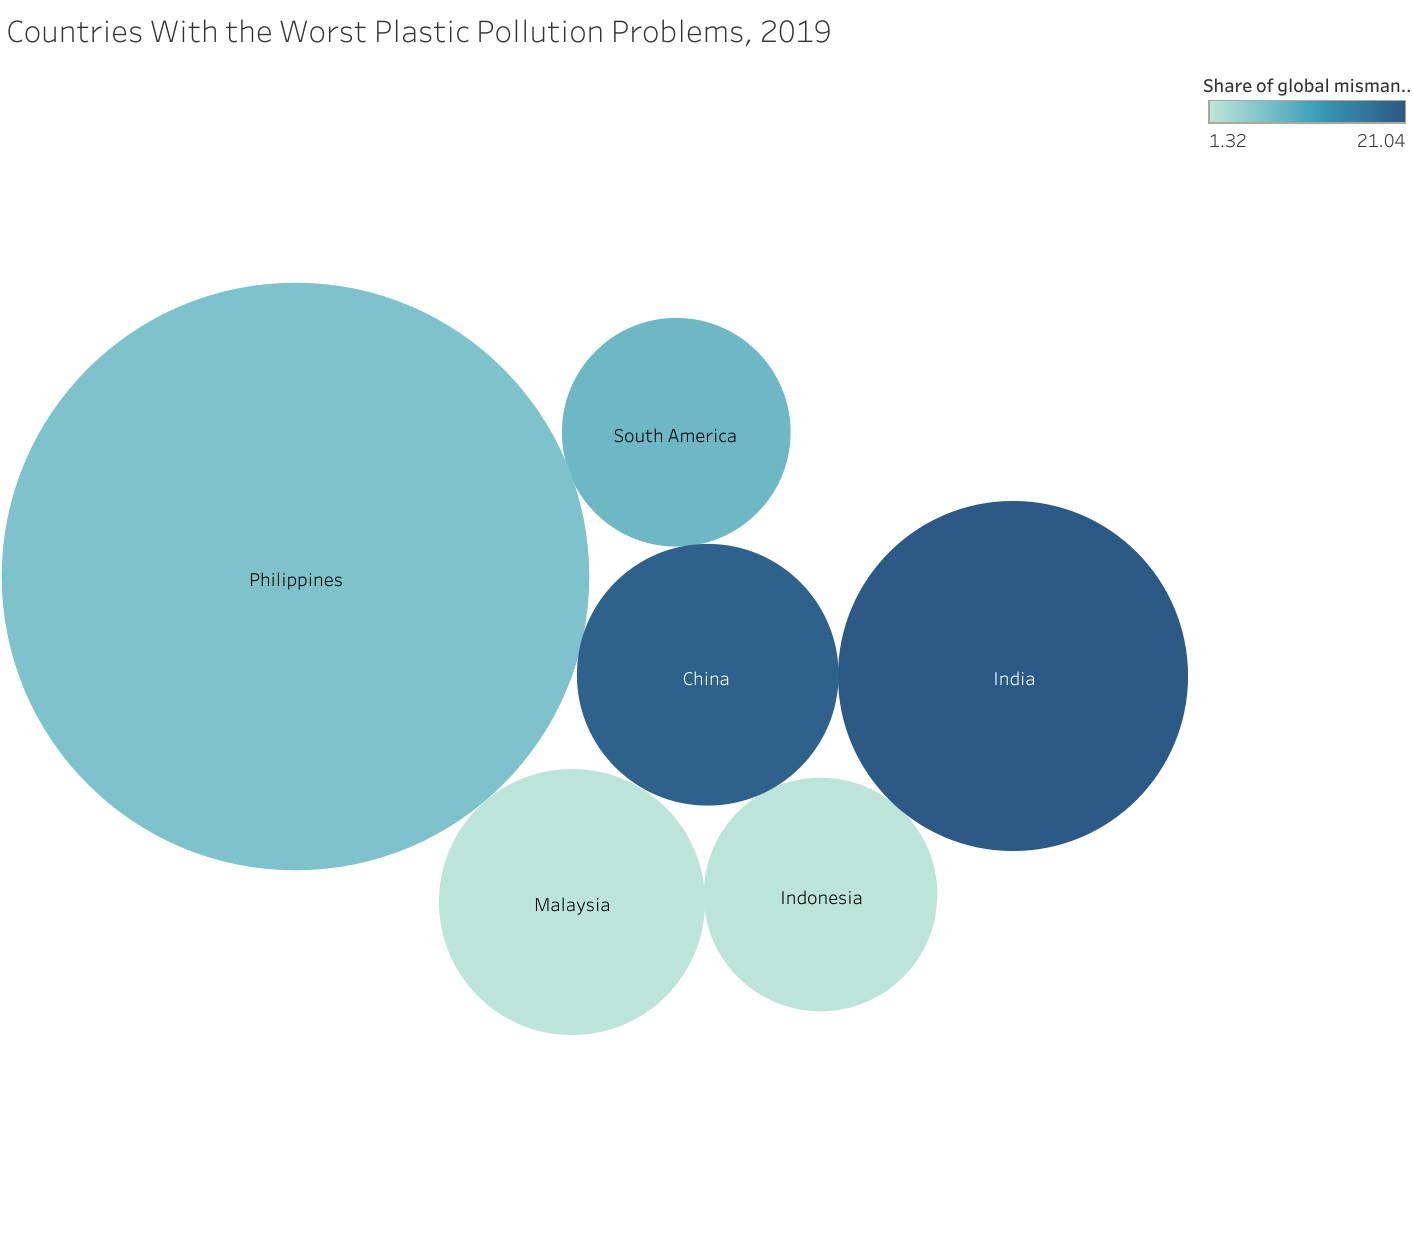 Countries With the Worst Plastic Pollution Problems, 2019
Share of global misman..
1.32 21.04
South America
Philippines
China
India
Malaysia
Indonesia